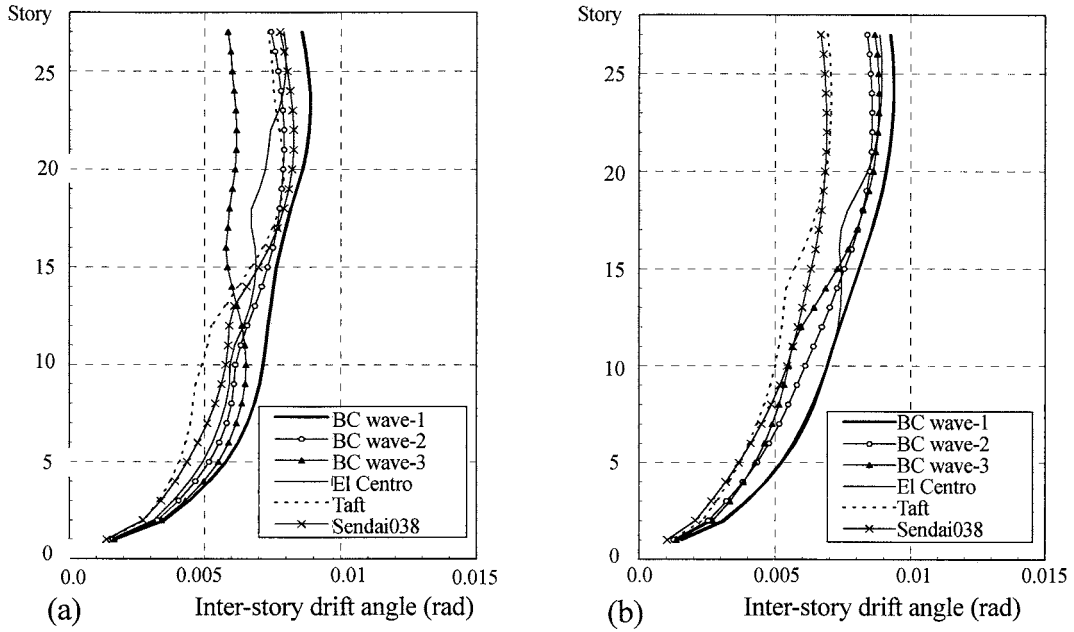 Story
25
20
15
10
5
0
0.0
0.005
0.01
0.015
BC wave-1
BC wave-2
BC wave-3
El Centro
Taft
Sendai038
(a)
Inter-story drift angle (rad)
Story
25
20
15
10
5
0
0.0
0.005
0.01
0.015
BC wave-1
BC wave-2
BC wave-3
El Centro
Taft
Sendai038
(b)
Inter-story drift angle (rad)